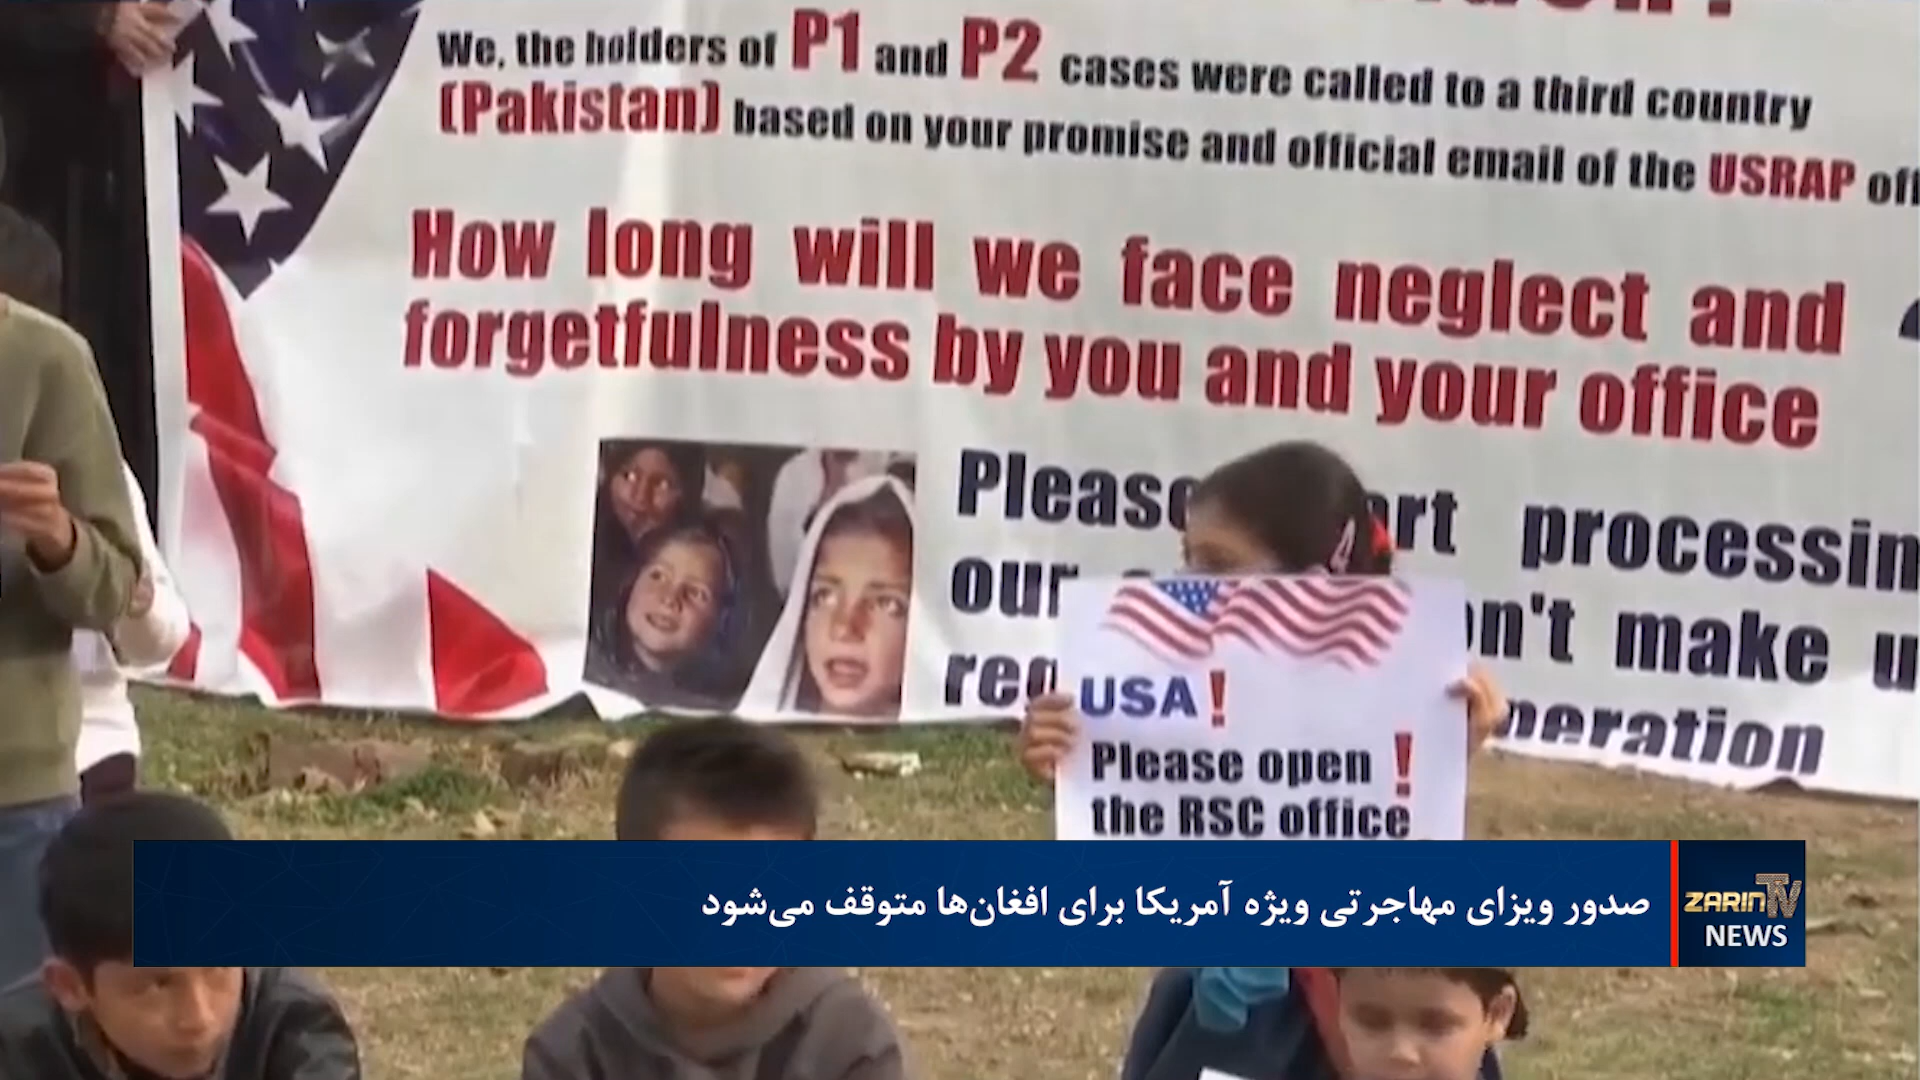 We, the holders of P1 and P2 cases were called to a third country
(Pakistan) based on your promise and official email of the USRAP
How long will we face neglect and
forgetfulness by you and your office
Please processin
our n't make u
neration
USA!
Please open !
the RSC office
صدور ویزای مهاجرتی ویژه آمریکا برای افغان‌ها متوقف می‌شود
ZARIN TV
NEWS